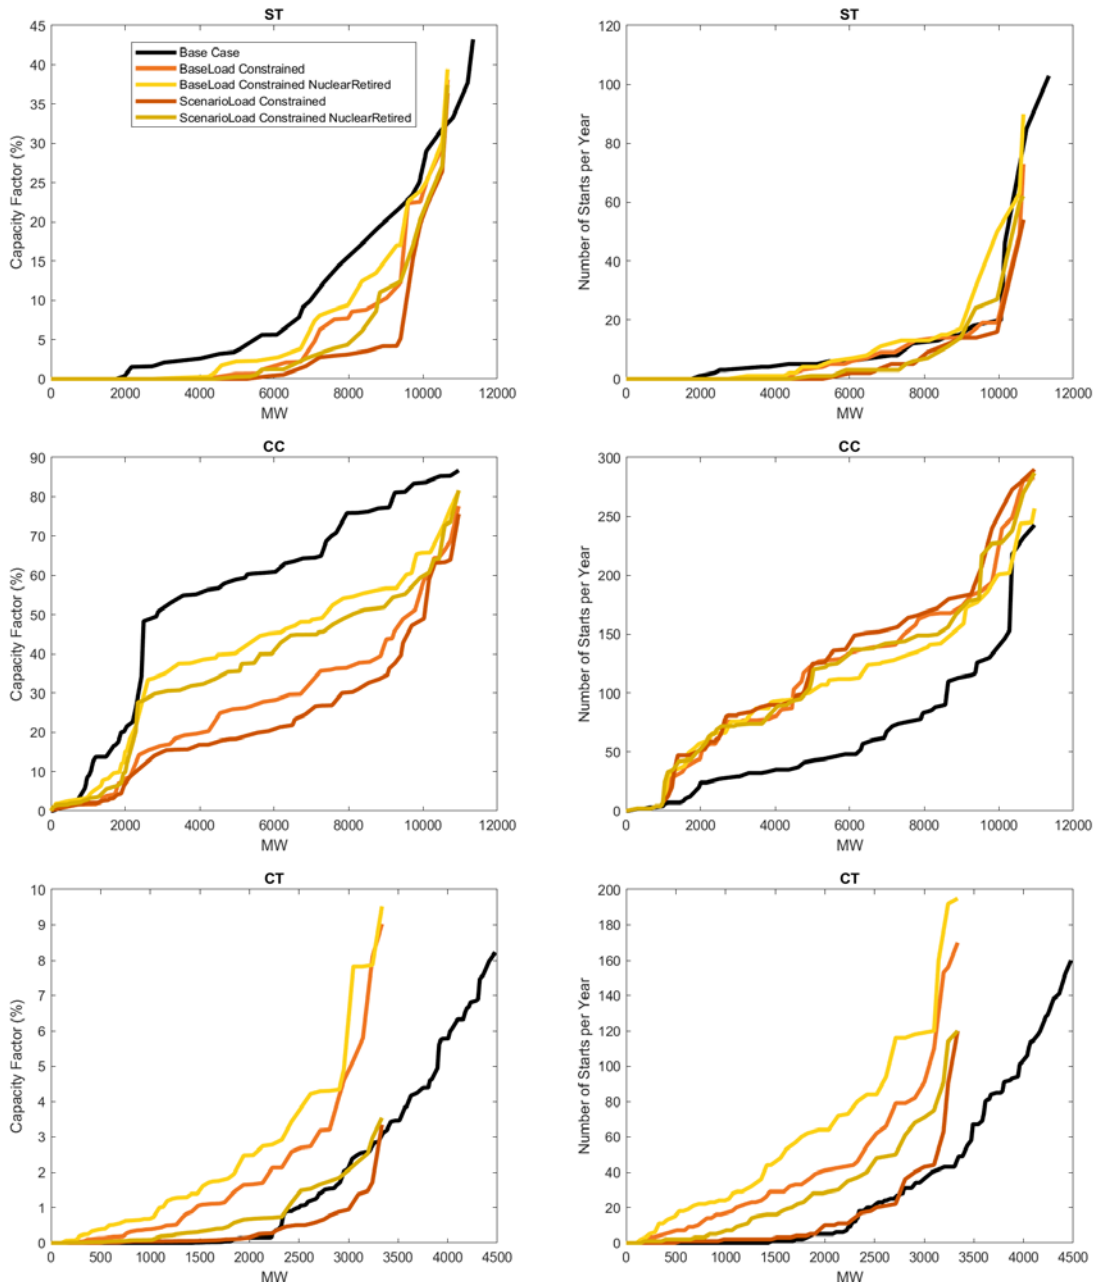 ST
45
40
35
30
25
20
15
10
5
0
Capacity Factor (%)
Base Case
BaseLoad Constrained
BaseLoad Constrained NuclearRetired
ScenarioLoad Constrained
ScenarioLoad Constrained NuclearRetired
0 2000 4000 6000 8000 10000 12000
MW
ST
120
100
80
60
40
20
0
Number of Starts per Year
0 2000 4000 6000 8000 10000 12000
MW
CC
90
80
70
60
50
40
30
20
10
0
Capacity Factor (%)
0 2000 4000 6000 8000 10000 12000
MW
CC
300
250
200
150
100
50
0
Number of Starts per Year
0 2000 4000 6000 8000 10000 12000
MW
CT
10
9
8
7
6
5
4
3
2
1
0
Capacity Factor (%)
0 500 1000 1500 2000 2500 3000 3500 4000 4500
MW
CT
200
180
160
140
120
100
80
60
40
20
0
Number of Starts per Year
0 500 1000 1500 2000 2500 3000 3500 4000 4500
MW